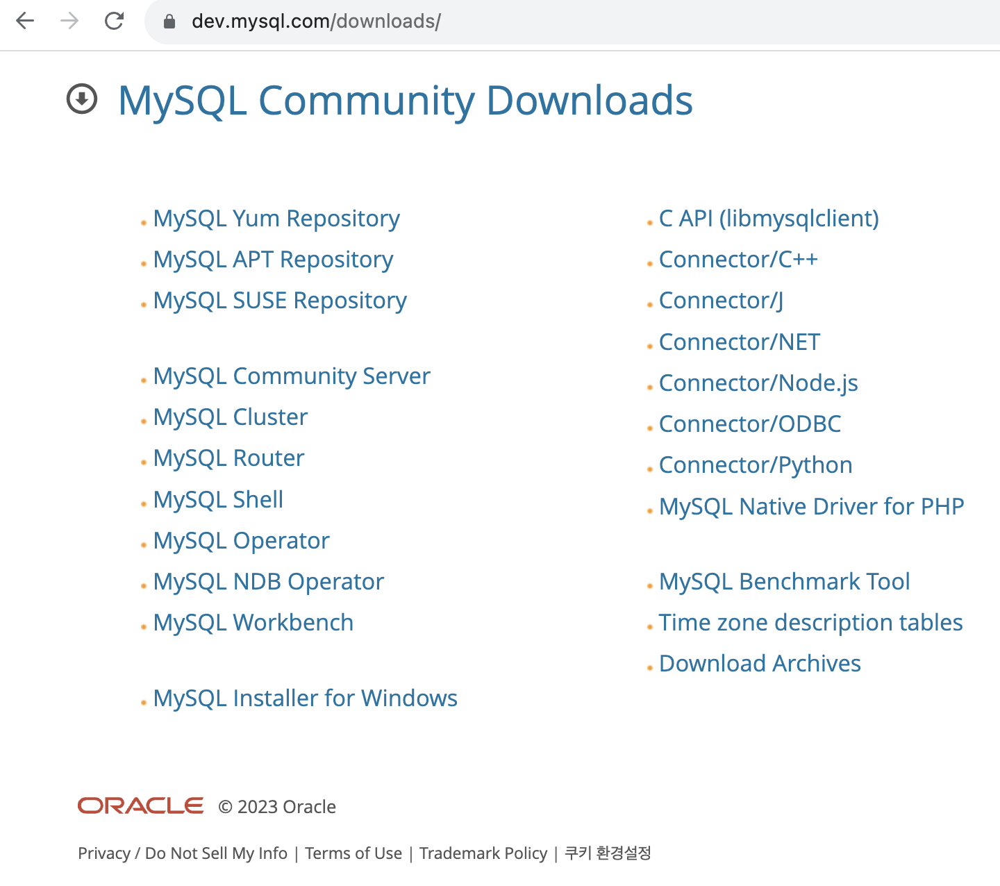 dev.mysql.com/downloads/
MySQL Community Downloads
MySQL Yum Repository
MySQL APT Repository
MySQL SUSE Repository
MySQL Community Server
MySQL Cluster
MySQL Router
MySQL Shell
MySQL Operator
MySQL NDB Operator
MySQL Workbench
MySQL Installer for Windows
C API (libmysqlclient)
Connector/C++
Connector/J
Connector/NET
Connector/Node.js
Connector/ODBC
Connector/Python
MySQL Native Driver for PHP
MySQL Benchmark Tool
Time zone description tables
Download Archives
ORACLE © 2023 Oracle
Privacy / Do Not Sell My Info | Terms of Use | Trademark Policy | 쿠키 환경설정